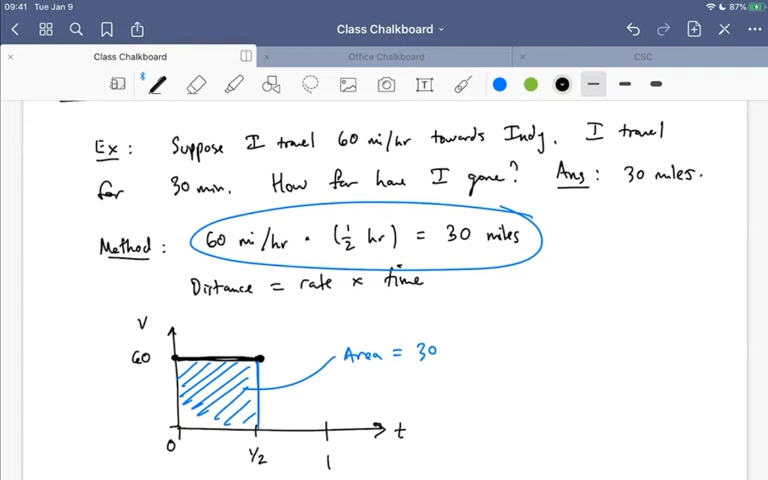 09:41 Tue Jan 9
87%
Class Chalkboard
Class Chalkboard
Office Chalkboard
CSC
Ex: Suppose I travel 60 mi/hr towards Indy. I travel
for 30 min. How far have I gone? Ans: 30 miles.
Method: 60 mi/hr · (1/2 hr) = 30 miles
Distance = rate × time
V
60
Area = 30
t
0
1/2
1